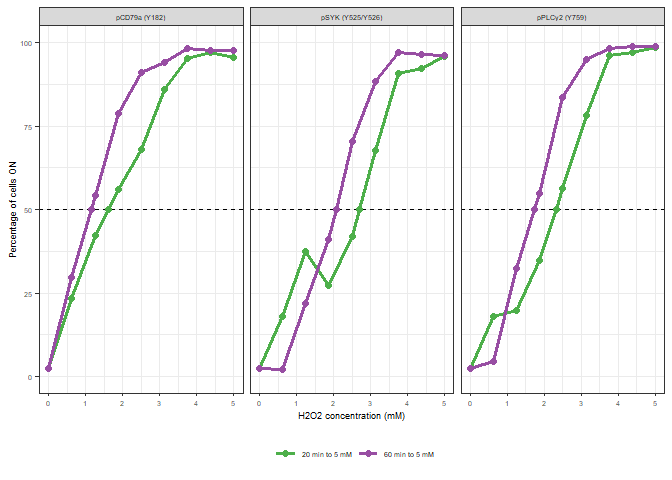 pCD79a (Y182)
pSYK (Y525/Y526)
pPLCy2 (Y759)
100
75
50
25
0
Percentage of cells ON
0 1 2 3 4 5
0 1 2 3 4 5
0 1 2 3 4 5
H2O2 concentration (mM)
20 min to 5 mM
60 min to 5 mM